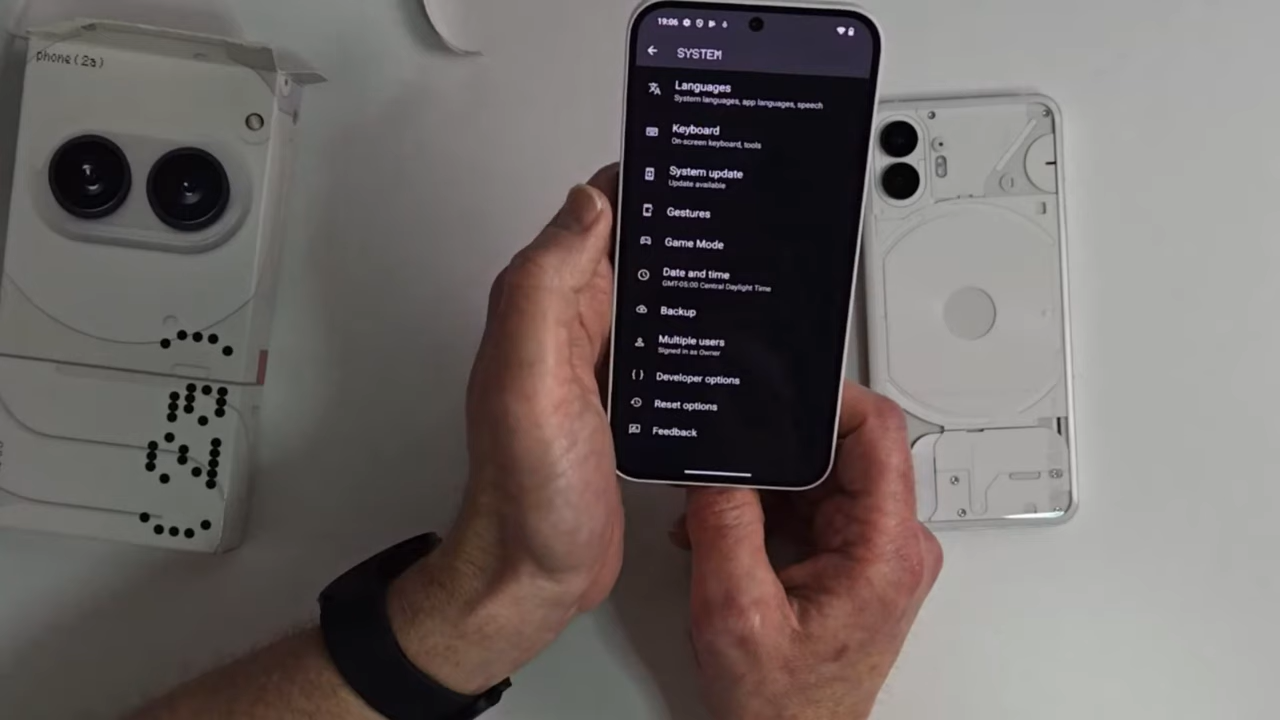 phone (2a)
19:06
SYSTEM
Languages
System languages, app languages, speech
Keyboard
On-screen keyboard, tools
System update
Update available
Gestures
Game Mode
Date and time
GMT-05:00 Central Daylight Time
Backup
Multiple users
Signed in as Owner
Developer options
Reset options
Feedback